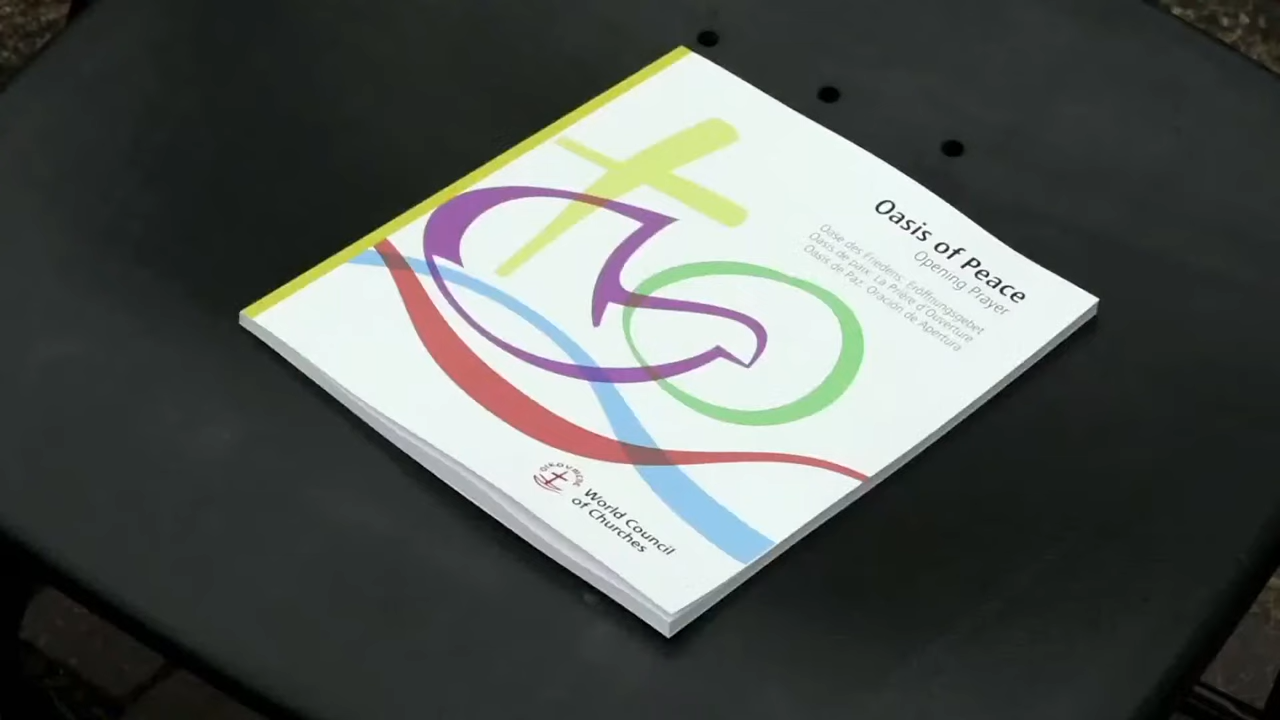 Oasis of Peace
Opening Prayer
Oase des Friedens: Eröffnungsgebet
Oasis de paix: La Prière d'Ouverture
Oasis de Paz: Oración de Apertura
OIKOVMENE
World Council
of Churches